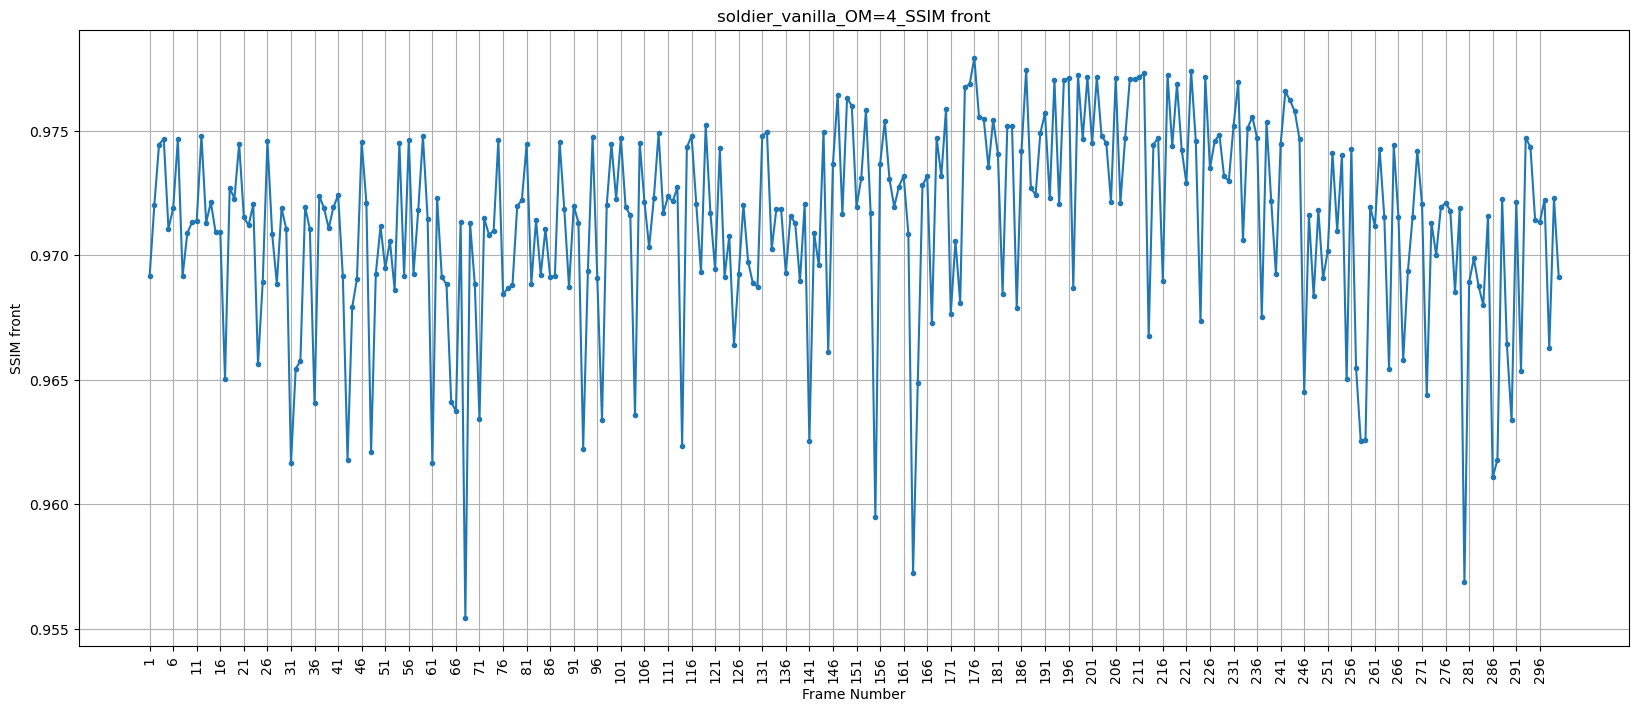 soldier_vanilla_OM=4_SSIM front
SSIM front
0.975
0.970
0.965
0.960
0.955
1 6 11 16 21 26 31 36 41 46 51 56 61 66 71 76 81 86 91 96 101 106 111 116 121 126 131 136 141 146 151 156 161 166 171 176 181 186 191 196 201 206 211 216 221 226 231 236 241 246 251 256 261 266 271 276 281 286 291 296
Frame Number